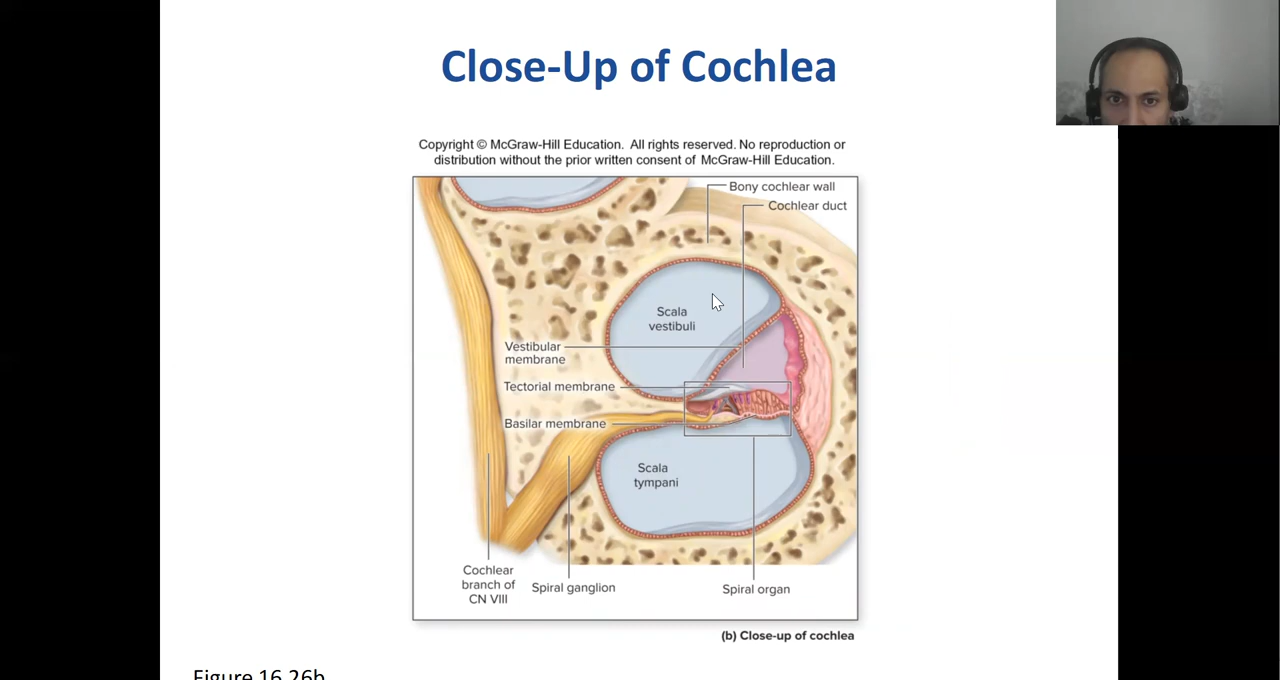 Close-Up of Cochlea
Copyright © McGraw-Hill Education. All rights reserved. No reproduction or
distribution without the prior written consent of McGraw-Hill Education.
Bony cochlear wall
Cochlear duct
Scala
vestibuli
Vestibular
membrane
Tectorial membrane
Basilar membrane
Scala
tympani
Cochlear
branch of
CN VIII
Spiral ganglion
Spiral organ
(b) Close-up of cochlea
Figure 16.26b